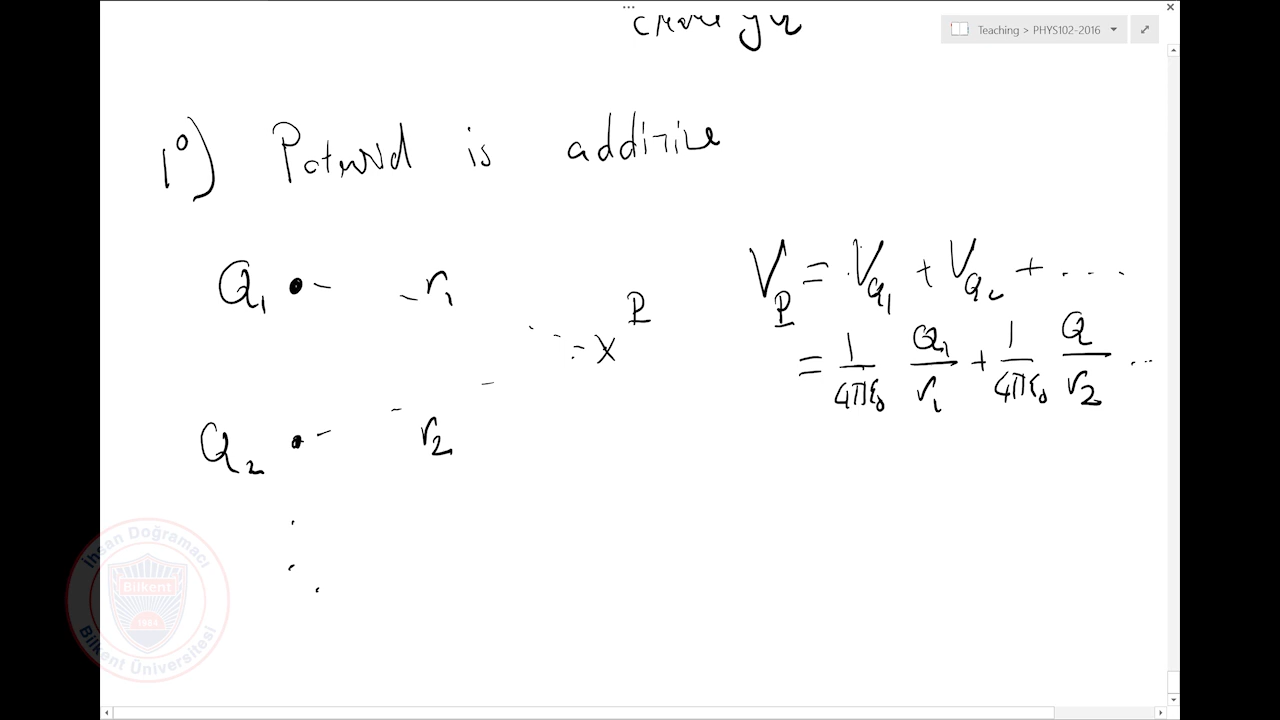 Teaching > PHYS102-2016
1°) Potential is additive
Q₁ r₁
P
x
Q₂ r₂
V_P = V_Q₁ + V_Q₂ + ....
= 1/4πε₀ Q₁/r₁ + 1/4πε₀ Q/r₂ ...
İhsan Doğramacı
Bilkent
1984
Bilkent Üniversitesi